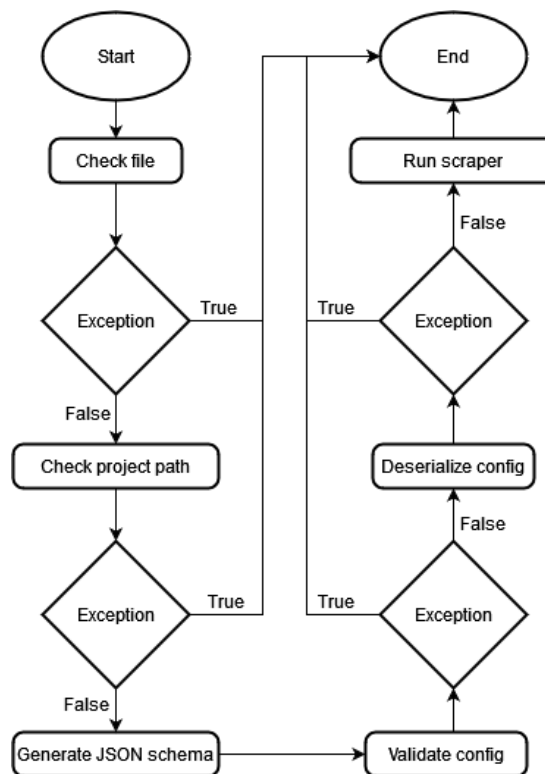 Start
Check file
Exception
True
False
Check project path
Exception
True
False
Generate JSON schema
Validate config
Exception
True
False
Deserialize config
Exception
True
False
Run scraper
End